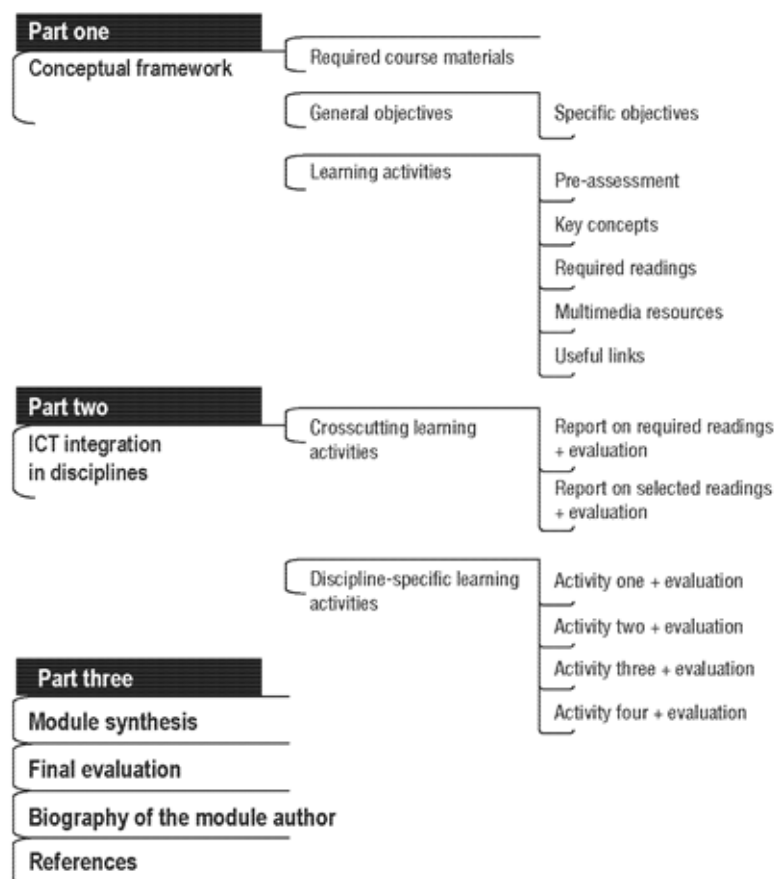 Part one
Conceptual framework
Required course materials
General objectives
Specific objectives
Learning activities
Pre-assessment
Key concepts
Required readings
Multimedia resources
Useful links
Part two
ICT integration
in disciplines
Crosscutting learning
activities
Report on required readings
+ evaluation
Report on selected readings
+ evaluation
Discipline-specific learning
activities
Activity one + evaluation
Activity two + evaluation
Activity three + evaluation
Activity four + evaluation
Part three
Module synthesis
Final evaluation
Biography of the module author
References